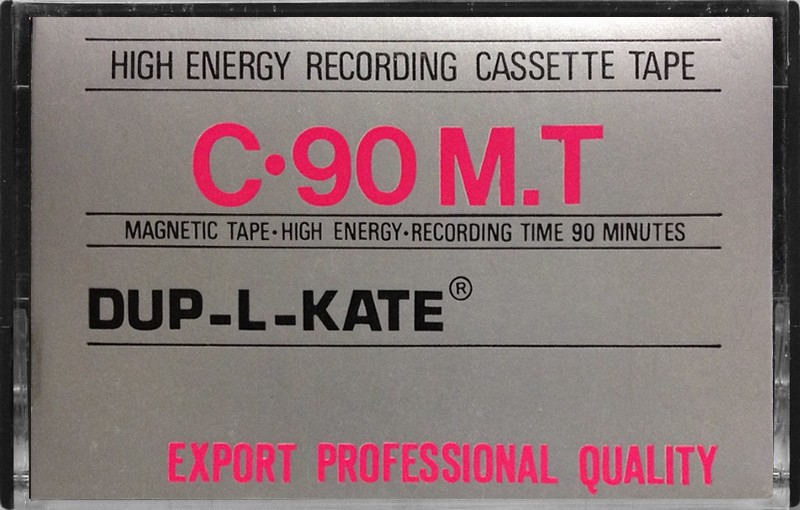 HIGH ENERGY RECORDING CASSETTE TAPE
C·90 M.T
MAGNETIC TAPE·HIGH ENERGY·RECORDING TIME 90 MINUTES
DUP-L-KATE®
EXPORT PROFESSIONAL QUALITY